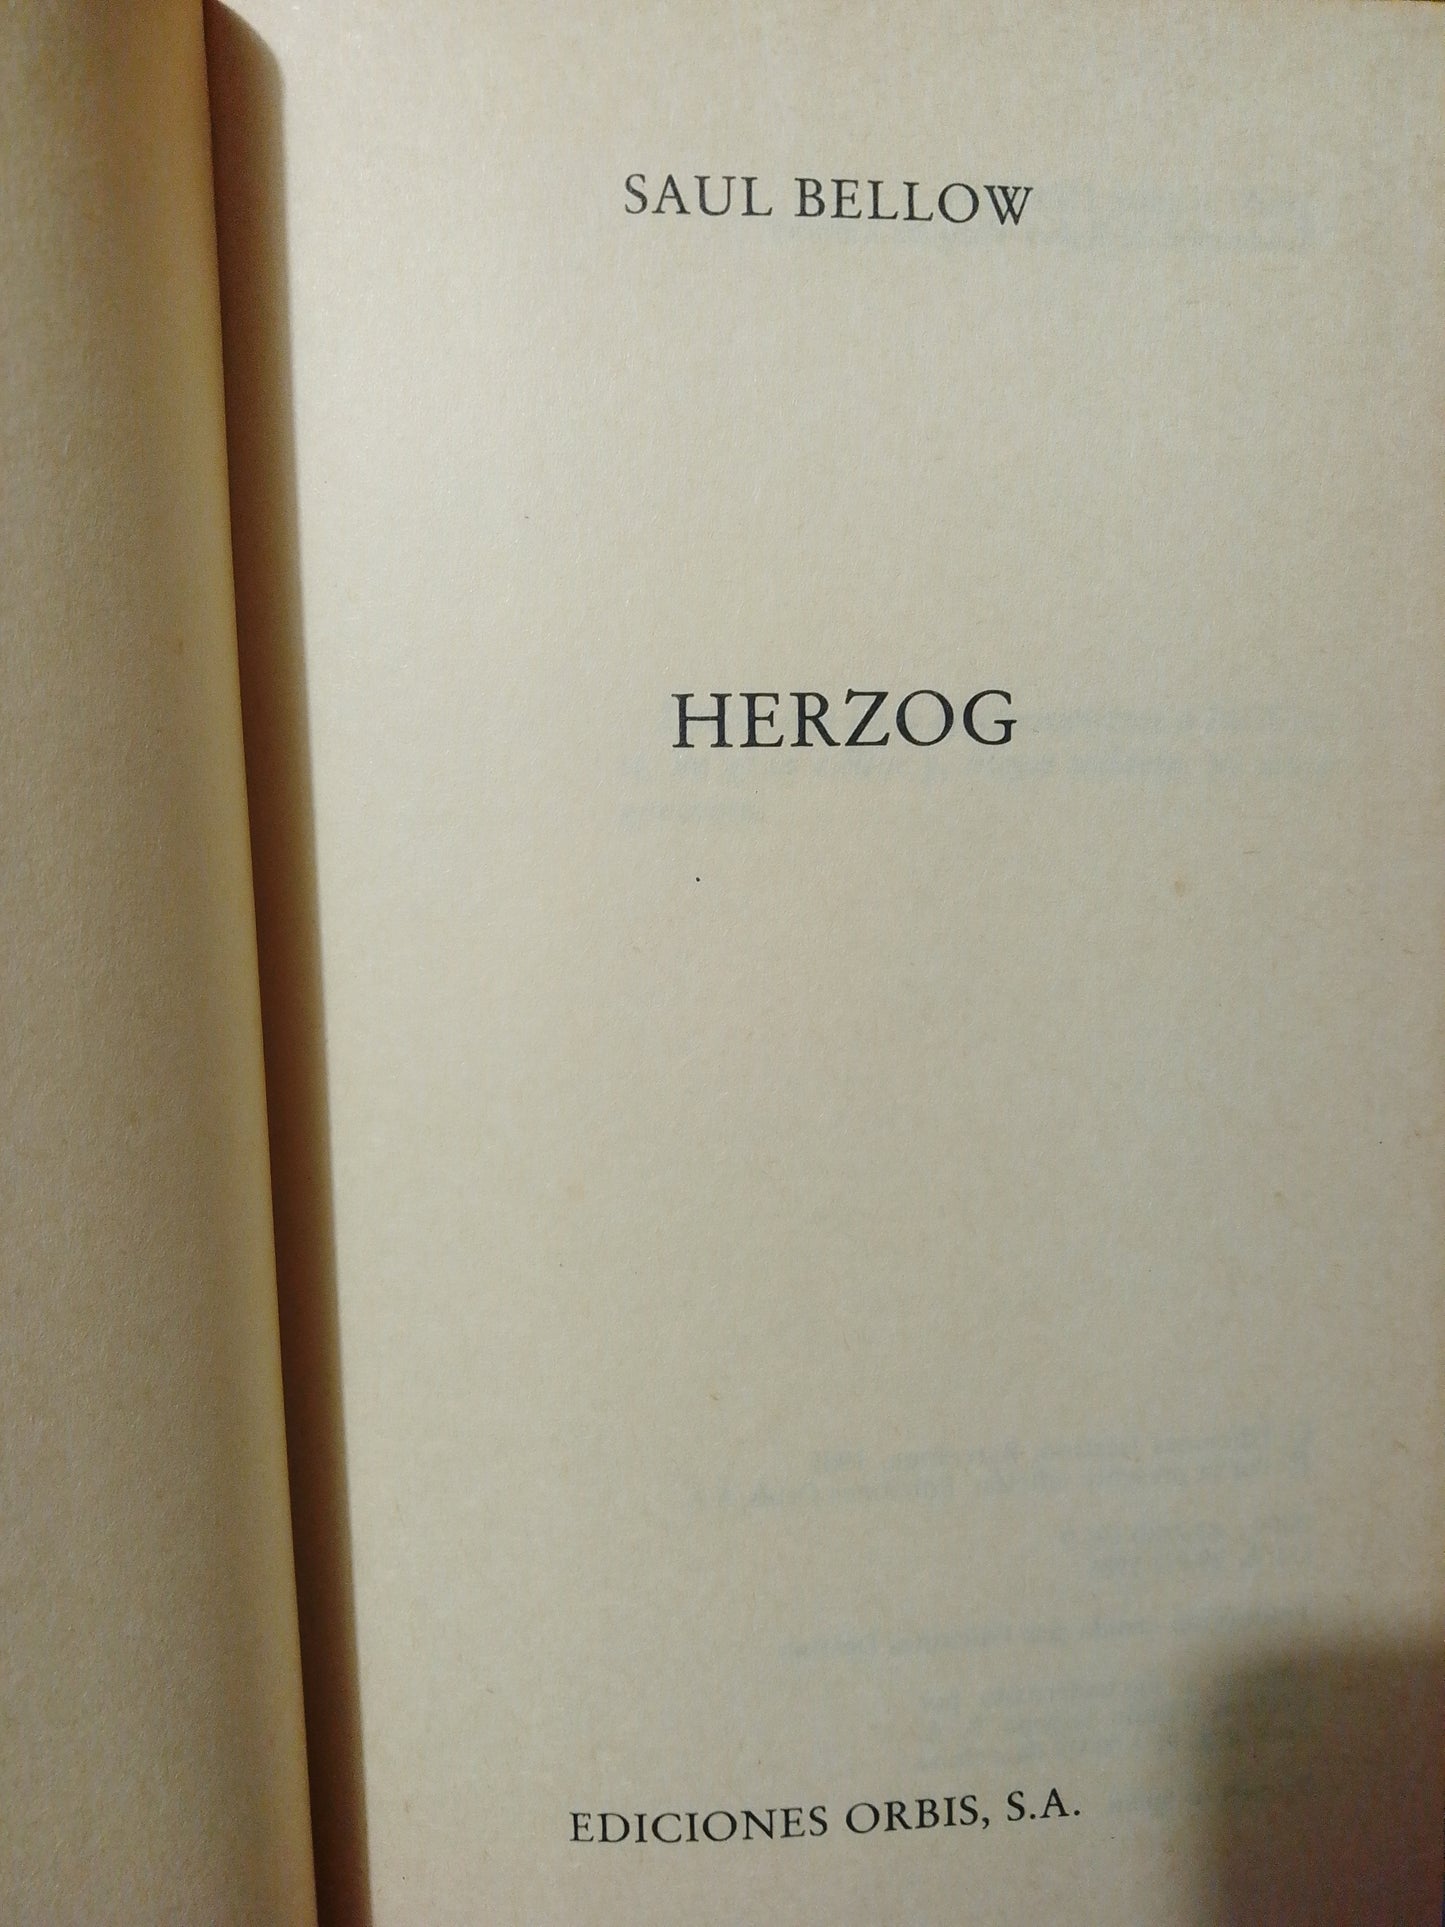 SAUL BELLOW
HERZOG
EDICIONES ORBIS, S.A.